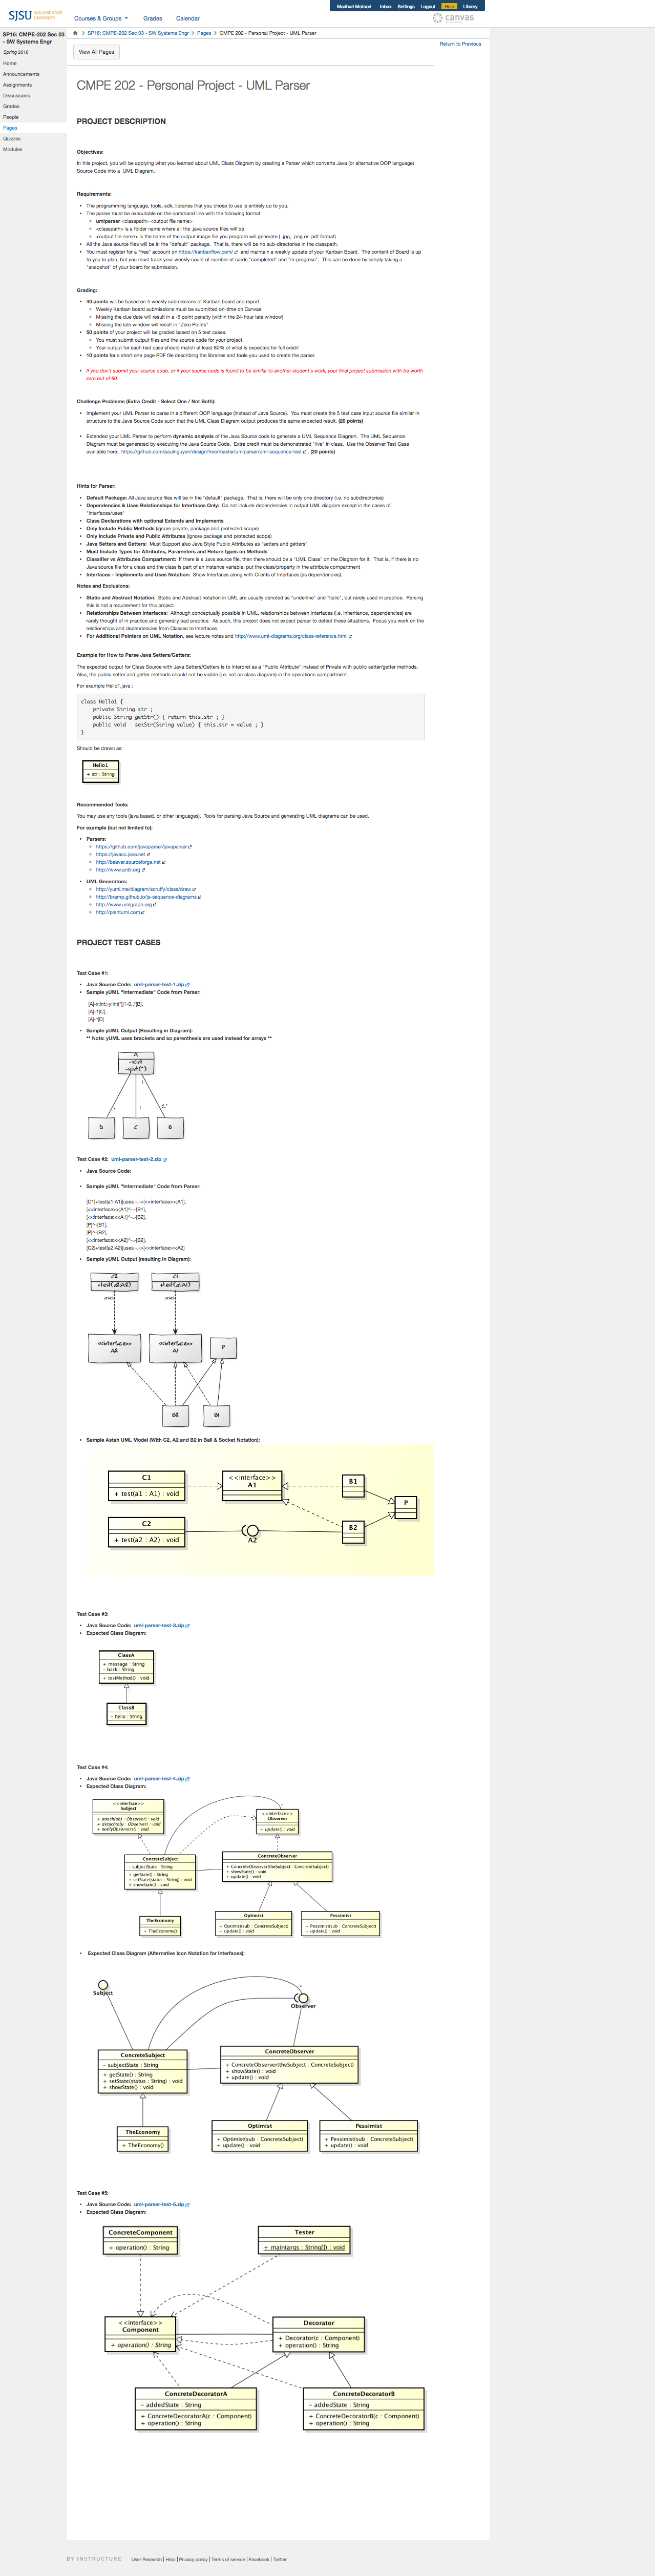 Madhuri Motoori Inbox Settings Logout Help Library
SJSU SAN JOSÉ STATE UNIVERSITY
Courses & Groups Grades Calendar
canvas
SP16: CMPE-202 Sec 03 - SW Systems Engr
Spring 2016
Home
Announcements
Assignments
Discussions
Grades
People
Pages
Quizzes
Modules
SP16: CMPE-202 Sec 03 - SW Systems Engr > Pages > CMPE 202 - Personal Project - UML Parser
View All Pages
Return to Previous
CMPE 202 - Personal Project - UML Parser
PROJECT DESCRIPTION
Objectives:
In this project, you will be applying what you learned about UML Class Diagram by creating a Parser which converts Java (or alternative OOP language)
Source Code into a UML Diagram.
Requirements:
The programming language, tools, sdk, libraries that you chose to use is entirely up to you.
The parser must be executable on the command line with the following format:
umlparser <classpath> <output file name>
<classpath> is a folder name where all the .java source files will be
<output file name> is the name of the output image file you program will generate ( .jpg, .png or .pdf format)
All the Java source files will be in the "default" package. That is, there will be no sub-directories in the classpath.
You must register for a "free" account on https://kanbanflow.com/ and maintain a weekly update of your Kanban Board. The content of Board is up
to you to plan, but you must track your weekly count of number of cards "completed" and "in-progress". This can be done by simply taking a
"snapshot" of your board for submission.
Grading:
40 points will be based on 4 weekly submissions of Kanban board and report
Weekly Kanban board submissions must be submitted on-time on Canvas
Missing the due date will result in a -5 point penalty (within the 24-hour late window)
Missing the late window will result in "Zero Points"
50 points of your project will be graded based on 5 test cases.
You must submit output files and the source code for your project.
Your output for each test case should match at least 80% of what is expected for full credit
10 points for a short one page PDF file describing the libraries and tools you used to create the parser.
If you don't submit your source code, or if your source code is found to be similar to another student's work, your final project submission with be worth
zero out of 60.
Challenge Problems (Extra Credit - Select One / Not Both):
Implement your UML Parser to parse in a different OOP language (instead of Java Source). You must create the 5 test case input source file similar in
structure to the Java Source Code such that the UML Class Diagram output produces the same expected result. (20 points)
Extended your UML Parser to perform dynamic analysis of the Java Source code to generate a UML Sequence Diagram. The UML Sequence
Diagram must be generated by executing the Java Source Code. Extra credit must be demonstrated "live" in class. Use the Observer Test Case
available here: https://github.com/paulnguyen/design/tree/master/umlparser/uml-sequence-test . (20 points)
Hints for Parser:
Default Package: All Java source files will be in the "default" package. That is, there will be only one directory (i.e. no subdirectories)
Dependencies & Uses Relationships for Interfaces Only: Do not include dependencies in output UML diagram except in the cases of
"interfaces/uses"
Class Declarations with optional Extends and Implements
Only Include Public Methods (ignore private, package and protected scope)
Only Include Private and Public Attributes (ignore package and protected scope)
Java Setters and Getters: Must Support also Java Style Public Attributes as "setters and getters"
Must Include Types for Attributes, Parameters and Return types on Methods
Classifier vs Attributes Compartment: If there is a Java source file, then there should be a "UML Class" on the Diagram for it. That is, if there is no
Java source file for a class and the class is part of an instance variable, put the class/property in the attribute compartment
Interfaces - Implements and Uses Notation: Show Interfaces along with Clients of Interfaces (as dependencies).
Notes and Exclusions:
Static and Abstract Notation: Static and Abstract notation in UML are usually denoted as "underline" and "italic", but rarely used in practice. Parsing
this is not a requirement for this project.
Relationships Between Interfaces: Although conceptually possible in UML, relationships between Interfaces (i.e. inheritance, dependencies) are
rarely thought of in practice and generally bad practice. As such, this project does not expect parser to detect these situations. Focus you work on the
relationships and dependencies from Classes to Interfaces.
For Additional Pointers on UML Notation, see lecture notes and http://www.uml-diagrams.org/class-reference.html
Example for How to Parse Java Setters/Getters:
The expected output for Class Source with Java Setters/Getters is to interpret as a "Public Attribute" instead of Private with public setter/getter methods.
Also, the public setter and getter methods should not be visible (i.e. not on class diagram) in the operations compartment.
For example Hello1.java :
class Hello1 {
private String str ;
public String getStr() { return this.str ; }
public void setStr(String value) { this.str = value ; }
}
Should be drawn as:
Hello1
+ str : String
Recommended Tools:
You may use any tools (java based, or other languages). Tools for parsing Java Source and generating UML diagrams can be used.
For example (but not limited to):
Parsers:
https://github.com/javaparser/javaparser
https://javacc.java.net
http://beaver.sourceforge.net
http://www.antlr.org
UML Generators:
http://yuml.me/diagram/scruffy/class/draw
http://bramp.github.io/js-sequence-diagrams
http://www.umlgraph.org
http://plantuml.com
PROJECT TEST CASES
Test Case #1:
Java Source Code: uml-parser-test-1.zip
Sample yUML "Intermediate" Code from Parser:
[A|-x:int;-y:int(*)]1-0..*[B],
[A]-1[C],
[A]-*[D]
Sample yUML Output (Resulting in Diagram):
** Note: yUML uses brackets and so parenthesis are used instead for arrays **
A
-x:int
-y:int(*)
D
C
B
Test Case #2: uml-parser-test-2.zip
Java Source Code:
Sample yUML "Intermediate" Code from Parser:
[C1|+test(a1:A1)]uses -.->[<<interface>>;A1],
[<<interface>>;A1]^-.-[B1],
[<<interface>>;A1]^-.-[B2],
[P]^-[B1],
[P]^-[B2],
[<<interface>>;A2]^-.-[B2],
[C2|+test(a2:A2)]uses -.->[<<interface>>;A2]
Sample yUML Output (resulting in Diagram):
C2
+test(a2:A2)
C1
+test(a1:A1)
uses
uses
<<interface>>
A2
<<interface>>
A1
P
B2
B1
Sample Astah UML Model (With C2, A2 and B2 in Ball & Socket Notation):
C1
+ test(a1 : A1) : void
<<interface>>
A1
B1
P
C2
+ test(a2 : A2) : void
A2
B2
Test Case #3:
Java Source Code: uml-parser-test-3.zip
Expected Class Diagram:
ClassA
+ message : String
- bark : String
+ testMethod() : void
ClassB
- hello : String
Test Case #4:
Java Source Code: uml-parser-test-4.zip
Expected Class Diagram:
<<interface>>
Subject
+ attach(obj : Observer) : void
+ detach(obj : Observer) : void
+ notifyObservers() : void
<<interface>>
Observer
+ update() : void
ConcreteSubject
- subjectState : String
+ getState() : String
+ setState(status : String) : void
+ showState() : void
ConcreteObserver
+ ConcreteObserver(theSubject : ConcreteSubject)
+ showState() : void
+ update() : void
TheEconomy
+ TheEconomy()
Optimist
+ Optimist(sub : ConcreteSubject)
+ update() : void
Pessimist
+ Pessimist(sub : ConcreteSubject)
+ update() : void
Expected Class Diagram (Alternative Icon Notation for Interfaces):
Subject
*
Observer
ConcreteSubject
- subjectState : String
+ getState() : String
+ setState(status : String) : void
+ showState() : void
ConcreteObserver
+ ConcreteObserver(theSubject : ConcreteSubject)
+ showState() : void
+ update() : void
TheEconomy
+ TheEconomy()
Optimist
+ Optimist(sub : ConcreteSubject)
+ update() : void
Pessimist
+ Pessimist(sub : ConcreteSubject)
+ update() : void
Test Case #5:
Java Source Code: uml-parser-test-5.zip
Expected Class Diagram:
ConcreteComponent
+ operation() : String
Tester
+ main(args : String[]) : void
<<interface>>
Component
+ operation() : String
Decorator
+ Decorator(c : Component)
+ operation() : String
ConcreteDecoratorA
- addedState : String
+ ConcreteDecoratorA(c : Component)
+ operation() : String
ConcreteDecoratorB
- addedState : String
+ ConcreteDecoratorB(c : Component)
+ operation() : String
BY INSTRUCTURE User Research | Help | Privacy policy | Terms of service | Facebook | Twitter